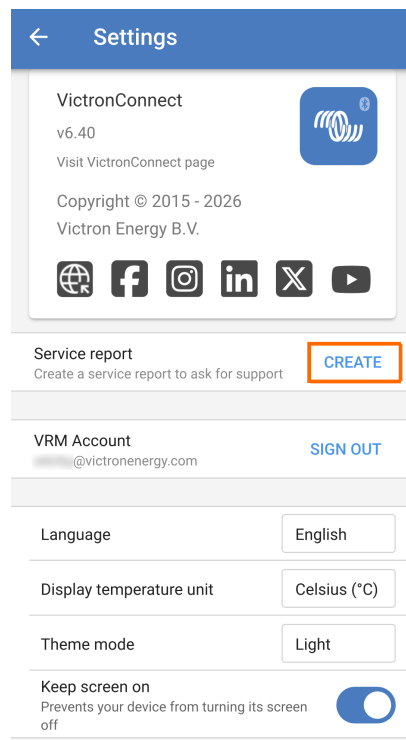 Settings
VictronConnect
v6.40
Visit VictronConnect page
Copyright © 2015 - 2026
Victron Energy B.V.
Service report
Create a service report to ask for support
CREATE
VRM Account
@victronenergy.com
SIGN OUT
Language
English
Display temperature unit
Celsius (°C)
Theme mode
Light
Keep screen on
Prevents your device from turning its screen
off